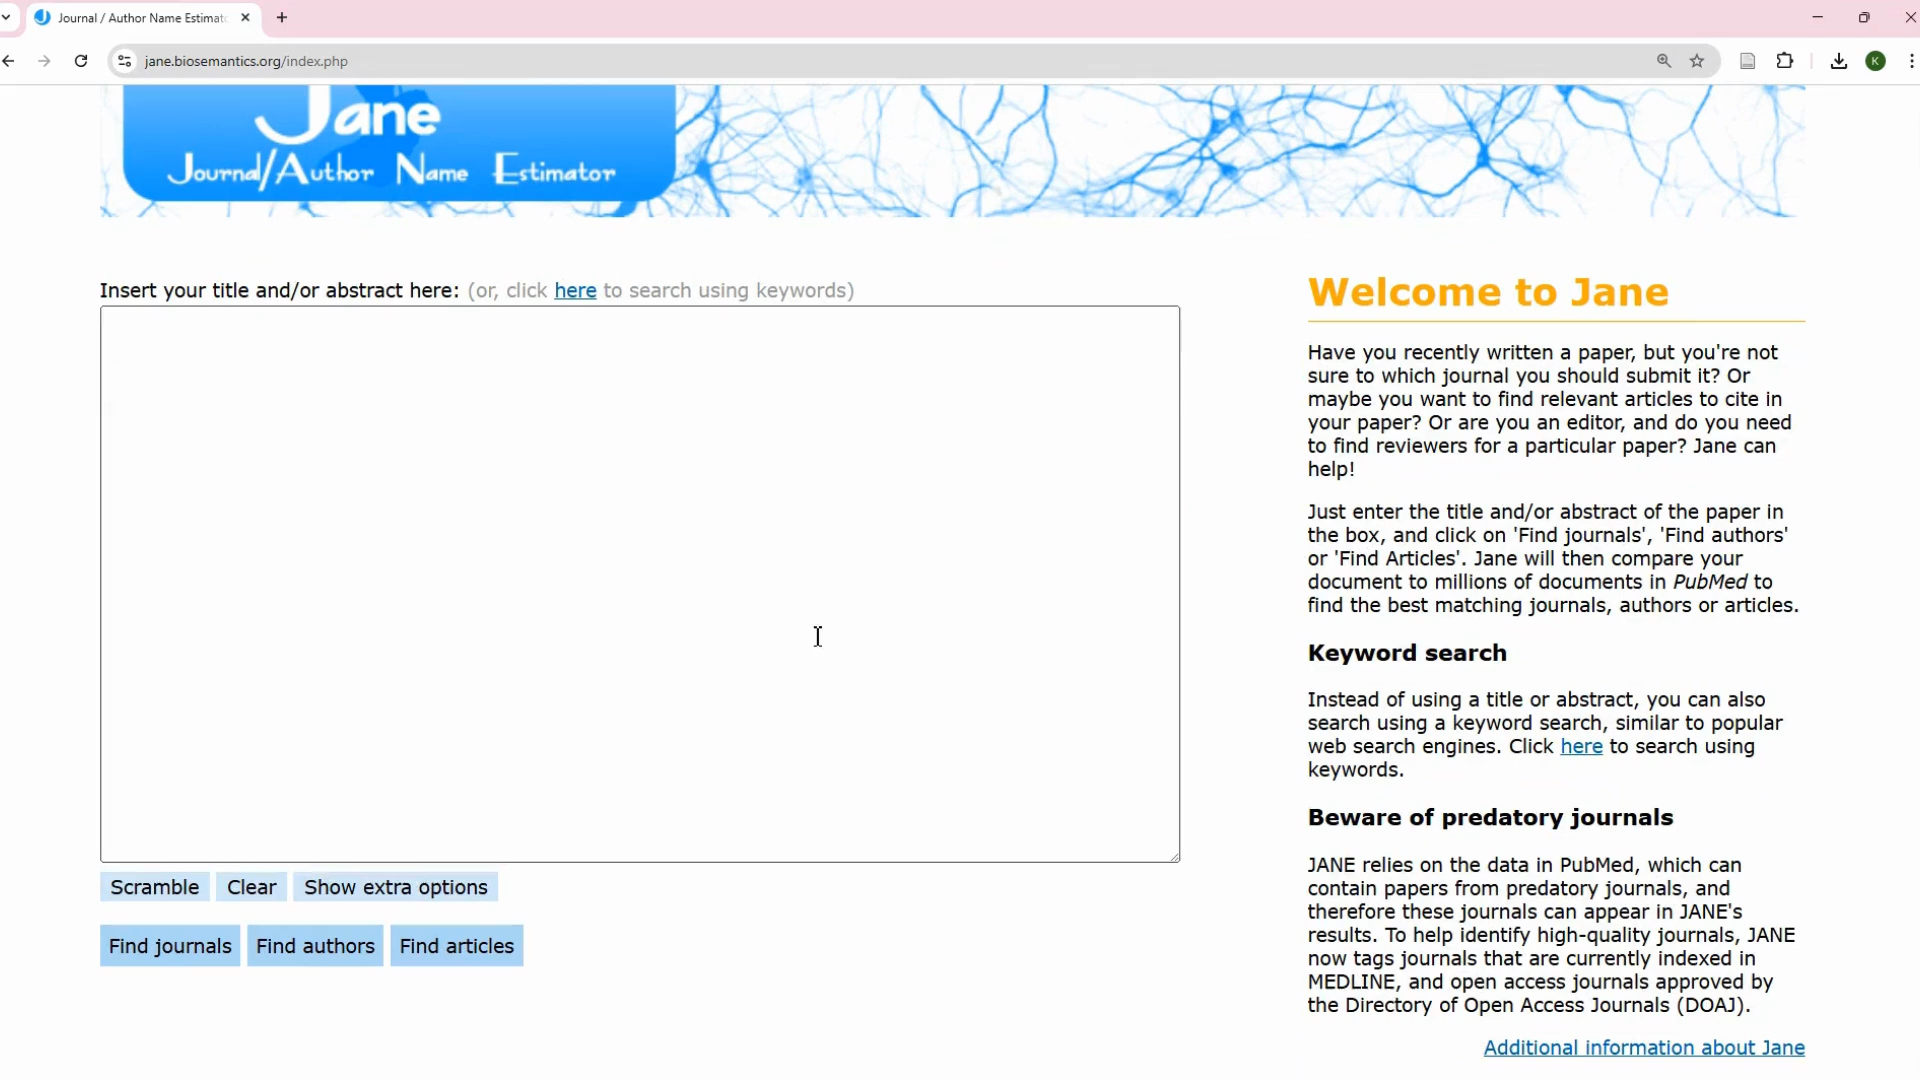 Journal / Author Name Estimat
jane.biosemantics.org/index.php
K
Jane
Journal/Author Name Estimator
Insert your title and/or abstract here: (or, click here to search using keywords)
Scramble Clear Show extra options
Find journals Find authors Find articles
Welcome to Jane
Have you recently written a paper, but you're not
sure to which journal you should submit it? Or
maybe you want to find relevant articles to cite in
your paper? Or are you an editor, and do you need
to find reviewers for a particular paper? Jane can
help!
Just enter the title and/or abstract of the paper in
the box, and click on 'Find journals', 'Find authors'
or 'Find Articles'. Jane will then compare your
document to millions of documents in PubMed to
find the best matching journals, authors or articles.
Keyword search
Instead of using a title or abstract, you can also
search using a keyword search, similar to popular
web search engines. Click here to search using
keywords.
Beware of predatory journals
JANE relies on the data in PubMed, which can
contain papers from predatory journals, and
therefore these journals can appear in JANE's
results. To help identify high-quality journals, JANE
now tags journals that are currently indexed in
MEDLINE, and open access journals approved by
the Directory of Open Access Journals (DOAJ).
Additional information about Jane